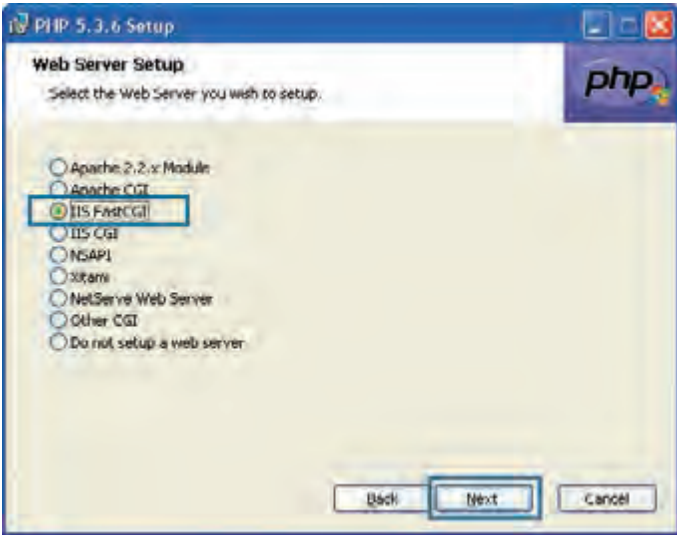 PHP 5.3.6 Setup
Web Server Setup
Select the Web Server you wish to setup.
php
Apache 2.2.x Module
Apache CGI
IIS FastCGI
IIS CGI
NSAPI
Xitami
NetServe Web Server
Other CGI
Do not setup a web server
Back
Next
Cancel